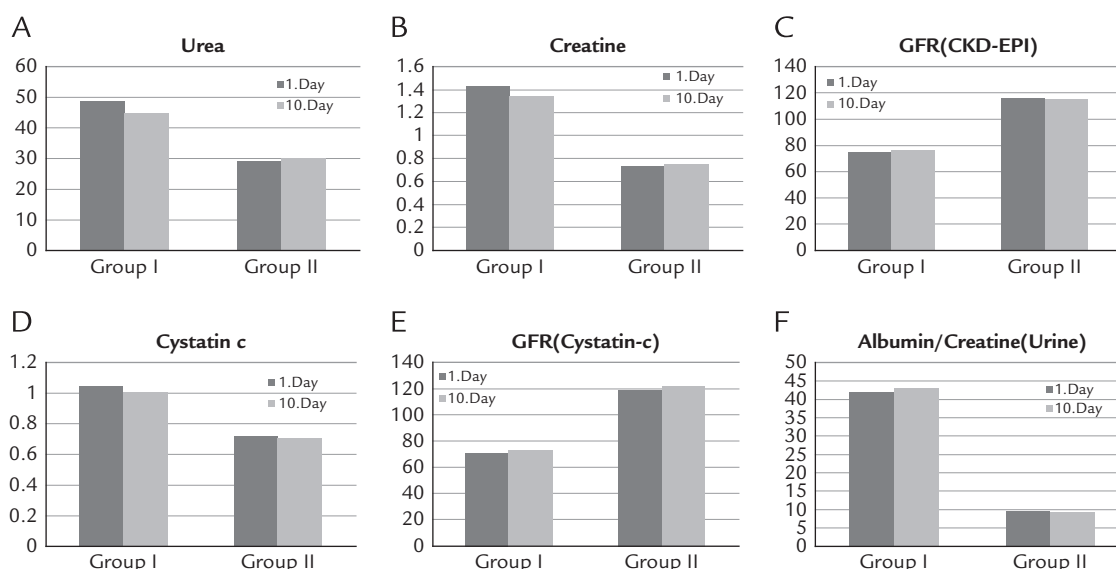 A
Urea
60
50
40
30
20
10
0
1.Day
10.Day
Group I Group II
B
Creatine
1.6
1.4
1.2
1
0.8
0.6
0.4
0.2
0
1.Day
10.Day
Group I Group II
C
GFR(CKD-EPI)
140
120
100
80
60
40
20
0
1.Day
10.Day
Group I Group II
D
Cystatin c
1.2
1
0.8
0.6
0.4
0.2
0
1.Day
10.Day
Group I Group II
E
GFR(Cystatin-c)
140
120
100
80
60
40
20
0
1.Day
10.Day
Group I Group II
F
Albumin/Creatine(Urine)
50
45
40
35
30
25
20
15
10
5
0
1.Day
10.Day
Group I Group II